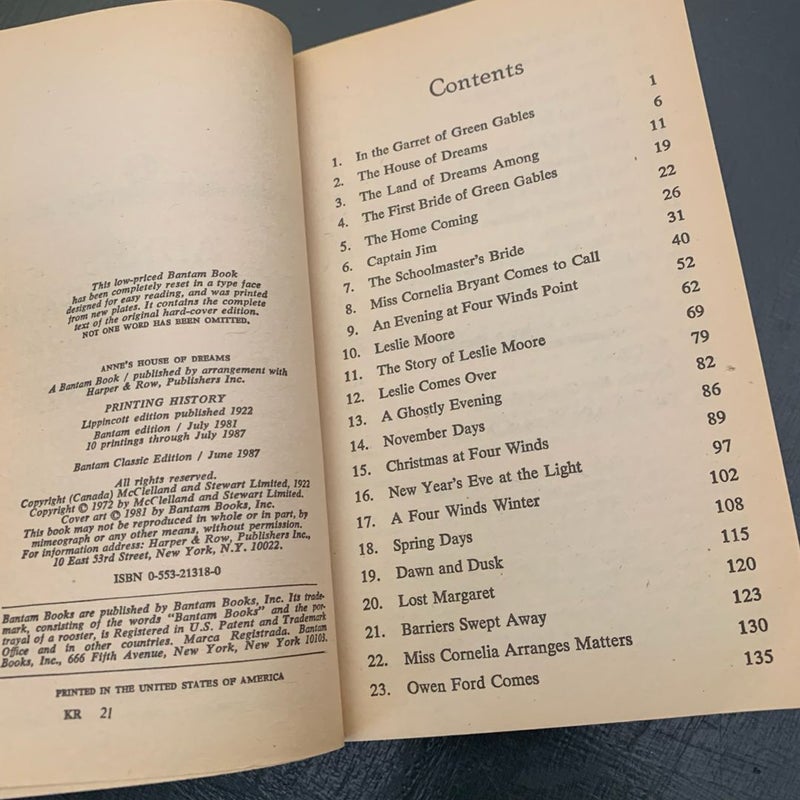 This low-priced Bantam Book
has been completely reset in a type face
designed for easy reading, and was printed
from new plates. It contains the complete
text of the original hard-cover edition.
NOT ONE WORD HAS BEEN OMITTED.
ANNE'S HOUSE OF DREAMS
A Bantam Book / published by arrangement with
Harper & Row, Publishers Inc.
PRINTING HISTORY
Lippincott edition published 1922
Bantam edition / July 1981
10 printings through July 1987
Bantam Classic Edition / June 1987
All rights reserved.
Copyright (Canada) McClelland and Stewart Limited, 1922
Copyright © 1972 by McClelland and Stewart Limited.
Cover art © 1981 by Bantam Books, Inc.
This book may not be reproduced in whole or in part, by
mimeograph or any other means, without permission.
For information address: Harper & Row, Publishers Inc.,
10 East 53rd Street, New York, N.Y. 10022.
ISBN 0-553-21318-0
Bantam Books are published by Bantam Books, Inc. Its trade-
mark, consisting of the words "Bantam Books" and the por-
trayal of a rooster, is Registered in U.S. Patent and Trademark
Office and in other countries. Marca Registrada. Bantam
Books, Inc., 666 Fifth Avenue, New York, New York 10103.
PRINTED IN THE UNITED STATES OF AMERICA
KR 21
Contents
1. In the Garret of Green Gables 1
2. The House of Dreams 6
3. The Land of Dreams Among 11
4. The First Bride of Green Gables 19
5. The Home Coming 22
6. Captain Jim 26
7. The Schoolmaster's Bride 31
8. Miss Cornelia Bryant Comes to Call 40
9. An Evening at Four Winds Point 52
10. Leslie Moore 62
11. The Story of Leslie Moore 69
12. Leslie Comes Over 79
13. A Ghostly Evening 82
14. November Days 86
15. Christmas at Four Winds 89
16. New Year's Eve at the Light 97
17. A Four Winds Winter 102
18. Spring Days 108
19. Dawn and Dusk 115
20. Lost Margaret 120
21. Barriers Swept Away 123
22. Miss Cornelia Arranges Matters 130
23. Owen Ford Comes 135